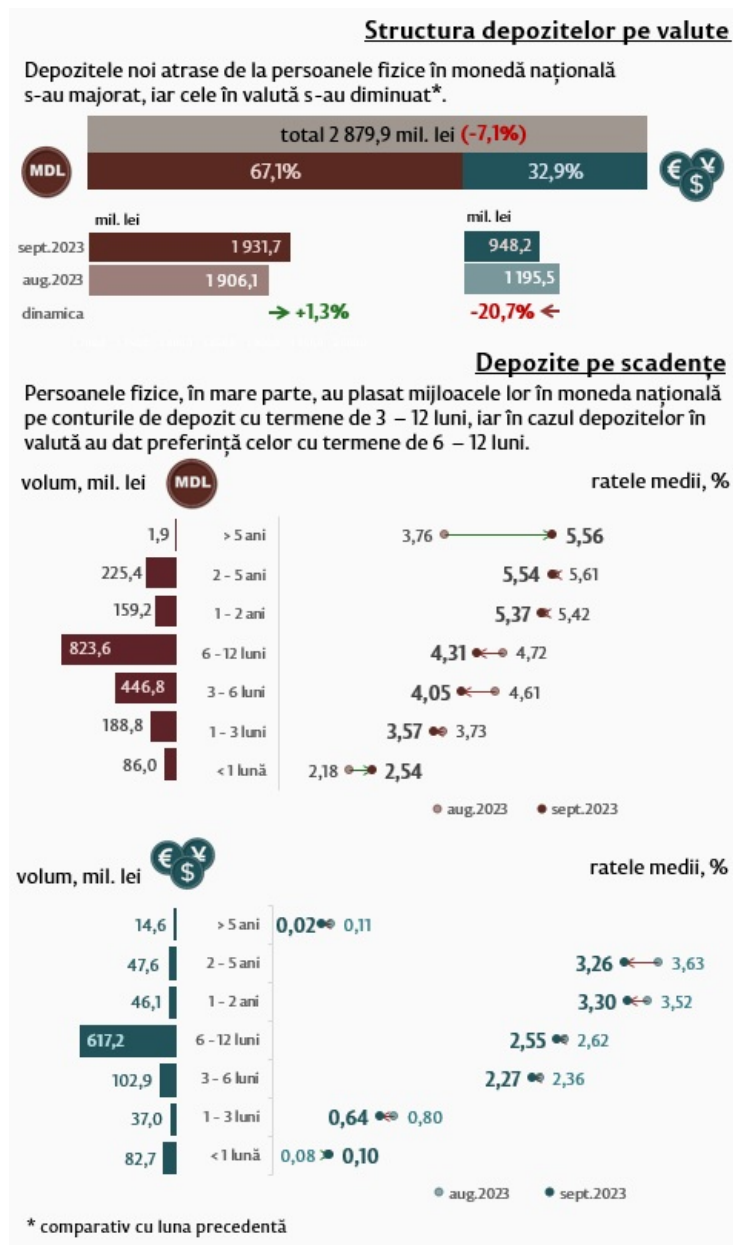 Structura depozitelor pe valute
Depozitele noi atrase de la persoanele fizice în monedă națională
s-au majorat, iar cele în valută s-au diminuat*.
total 2 879,9 mil. lei (-7,1%)
MDL 67,1% 32,9% € ¥ $
mil. lei mil. lei
sept.2023 1 931,7 948,2
aug.2023 1 906,1 1 195,5
dinamica +1,3% -20,7%
Depozite pe scadențe
Persoanele fizice, în mare parte, au plasat mijloacele lor în moneda națională
pe conturile de depozit cu termene de 3 – 12 luni, iar în cazul depozitelor în
valută au dat preferință celor cu termene de 6 – 12 luni.
volum, mil. lei MDL ratele medii, %
1,9 > 5 ani 3,76 5,56
225,4 2 - 5 ani 5,54 5,61
159,2 1 - 2 ani 5,37 5,42
823,6 6 - 12 luni 4,31 4,72
446,8 3 - 6 luni 4,05 4,61
188,8 1 - 3 luni 3,57 3,73
86,0 < 1 lună 2,18 2,54
aug.2023 sept.2023
volum, mil. lei € ¥ $ ratele medii, %
14,6 > 5 ani 0,02 0,11
47,6 2 - 5 ani 3,26 3,63
46,1 1 - 2 ani 3,30 3,52
617,2 6 - 12 luni 2,55 2,62
102,9 3 - 6 luni 2,27 2,36
37,0 1 - 3 luni 0,64 0,80
82,7 < 1 lună 0,08 0,10
aug.2023 sept.2023
* comparativ cu luna precedentă